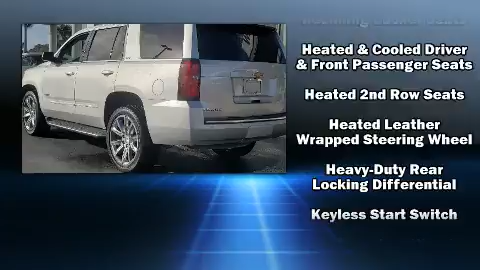 Heated & Cooled Driver
& Front Passenger Seats
Heated 2nd Row Seats
Heated Leather
Wrapped Steering Wheel
Heavy-Duty Rear
Locking Differential
Keyless Start Switch